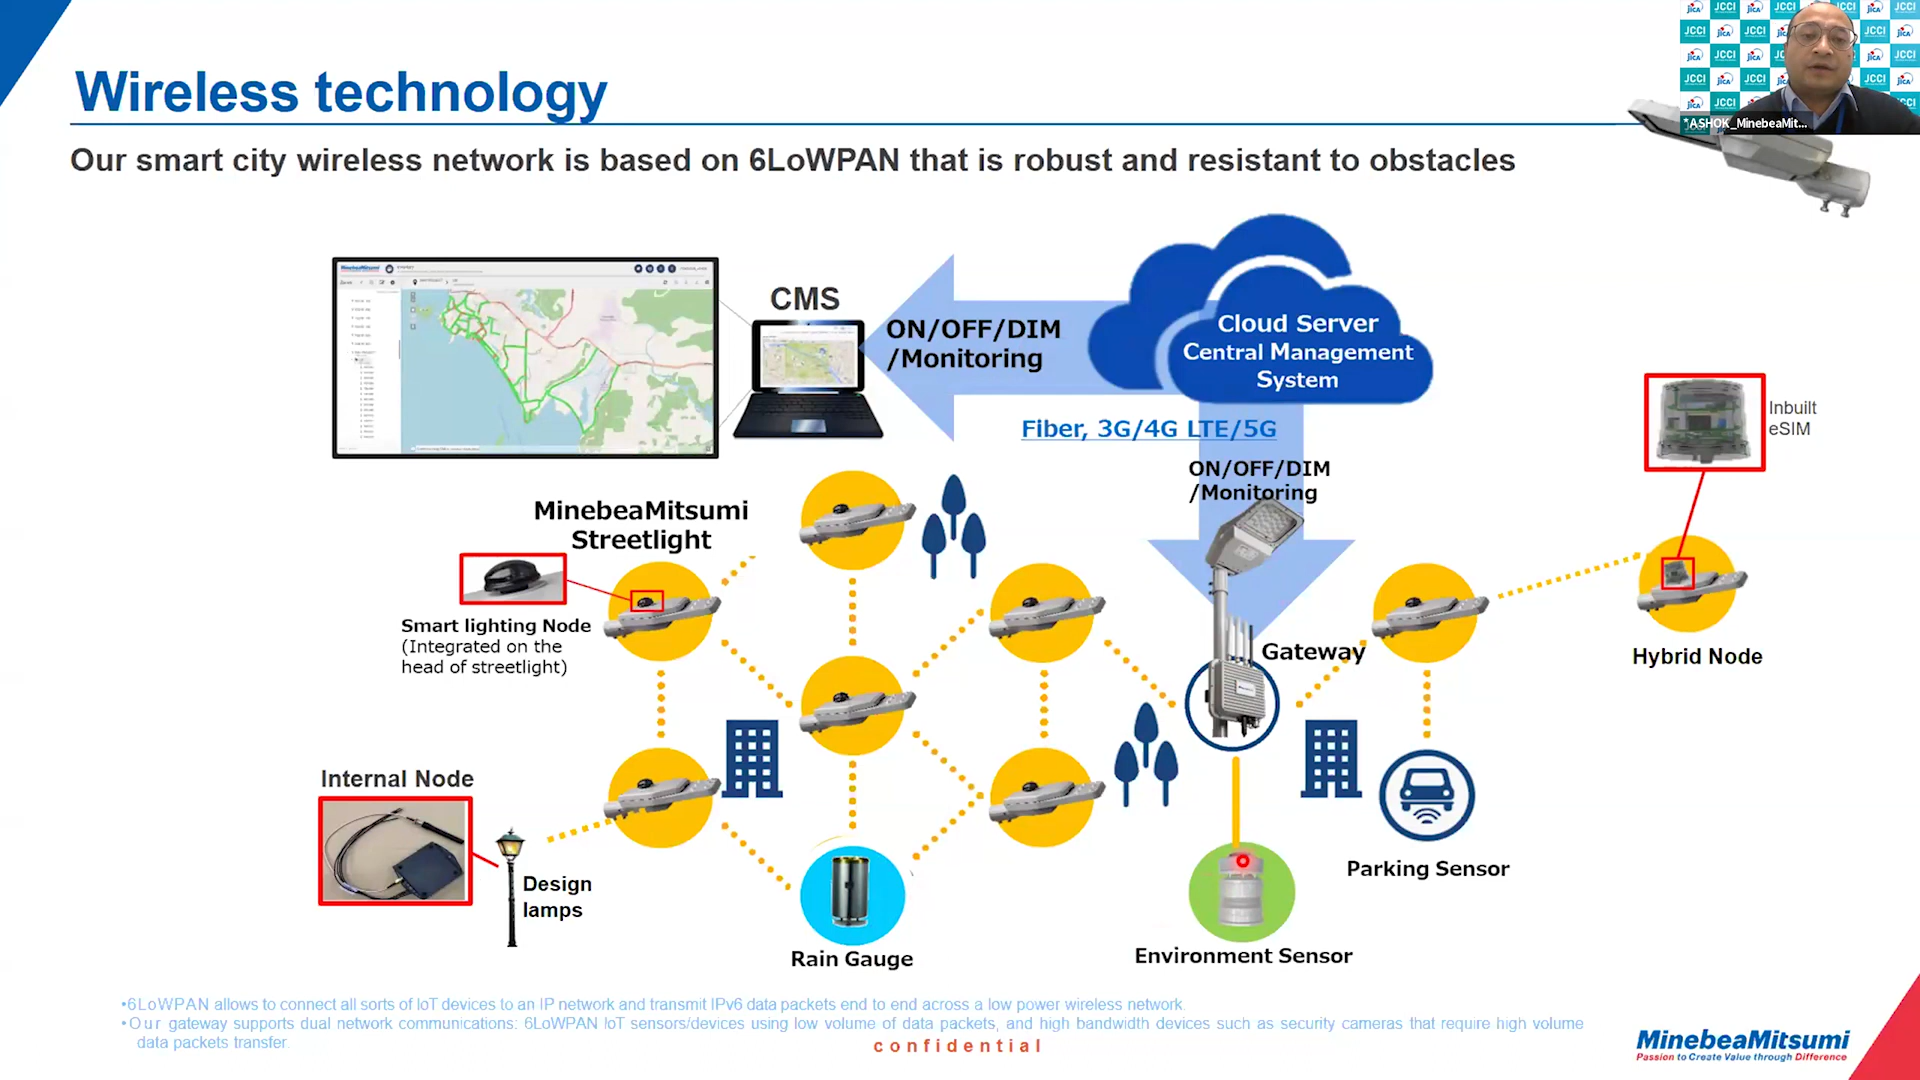 Wireless technology
Our smart city wireless network is based on 6LoWPAN that is robust and resistant to obstacles
JCCI
JICA
*ASHOK_MinebeaMit...
MinebeaMitsumi
CMS
ON/OFF/DIM
/Monitoring
Cloud Server
Central Management
System
Fiber, 3G/4G LTE/5G
ON/OFF/DIM
/Monitoring
Inbuilt
eSIM
MinebeaMitsumi
Streetlight
Smart lighting Node
(Integrated on the
head of streetlight)
Gateway
Hybrid Node
Internal Node
Design
lamps
Rain Gauge
Environment Sensor
Parking Sensor
•6LoWPAN allows to connect all sorts of IoT devices to an IP network and transmit IPv6 data packets end to end across a low power wireless network.
•Our gateway supports dual network communications: 6LoWPAN IoT sensors/devices using low volume of data packets, and high bandwidth devices such as security cameras that require high volume
data packets transfer.
confidential
MinebeaMitsumi
Passion to Create Value through Difference